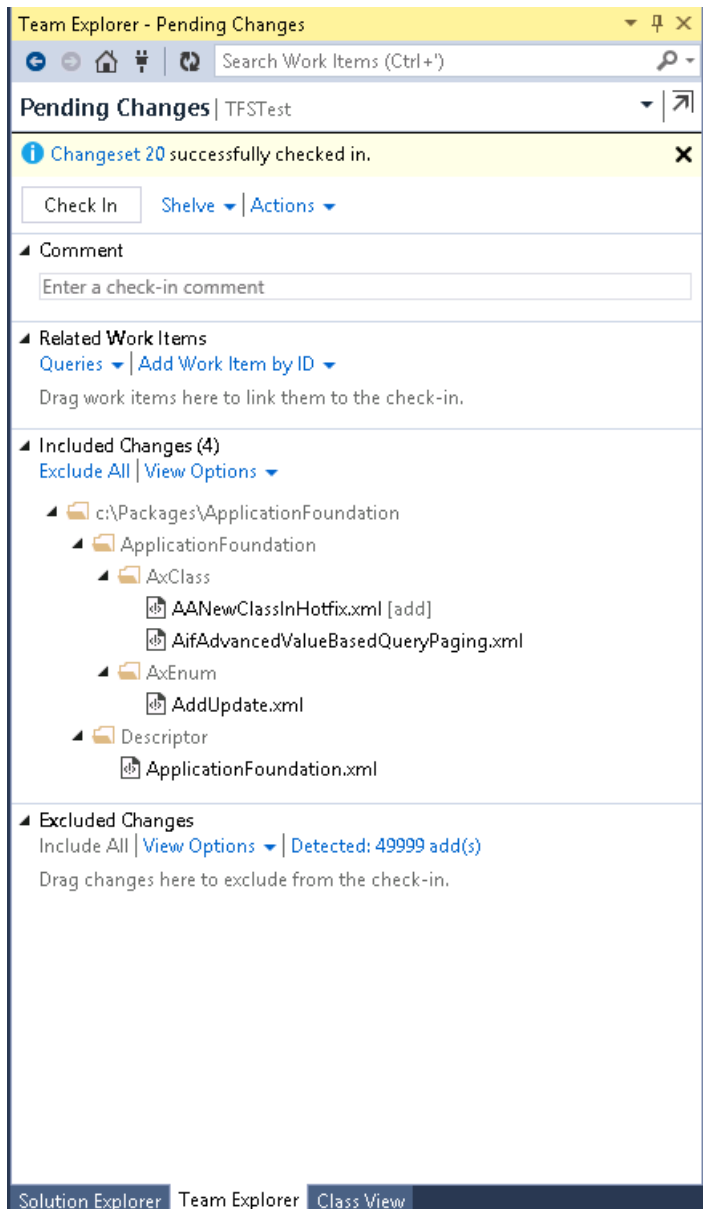 Team Explorer - Pending Changes
Search Work Items (Ctrl+')
Pending Changes | TFSTest
Changeset 20 successfully checked in.
Check In Shelve | Actions
Comment
Enter a check-in comment
Related Work Items
Queries | Add Work Item by ID
Drag work items here to link them to the check-in.
Included Changes (4)
Exclude All | View Options
c:\Packages\ApplicationFoundation
ApplicationFoundation
AxClass
AANewClassInHotfix.xml [add]
AifAdvancedValueBasedQueryPaging.xml
AxEnum
AddUpdate.xml
Descriptor
ApplicationFoundation.xml
Excluded Changes
Include All | View Options | Detected: 49999 add(s)
Drag changes here to exclude from the check-in.
Solution Explorer Team Explorer Class View